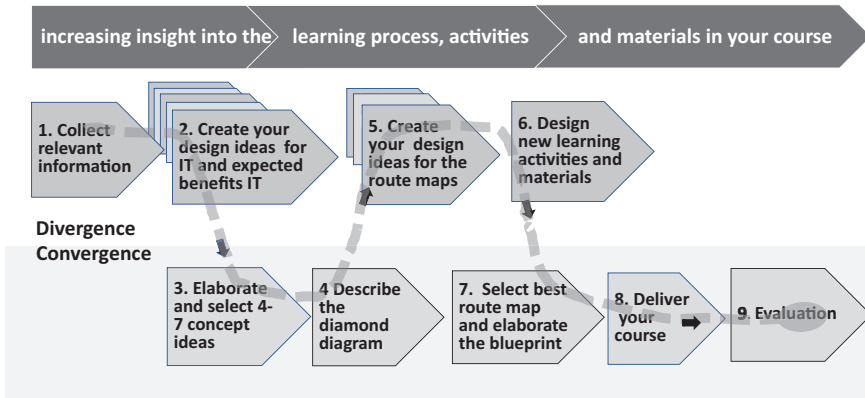 increasing insight into the learning process, activities and materials in your course
1. Collect
relevant
information
2. Create your
design ideas for
IT and expected
benefits IT
5. Create
your design
ideas for the
route maps
6. Design
new learning
activities and
materials
Divergence
Convergence
3. Elaborate
and select 4-
7 concept
ideas
4 Describe
the
diamond
diagram
7. Select best
route map
and elaborate
the blueprint
8. Deliver
your
course
9. Evaluation